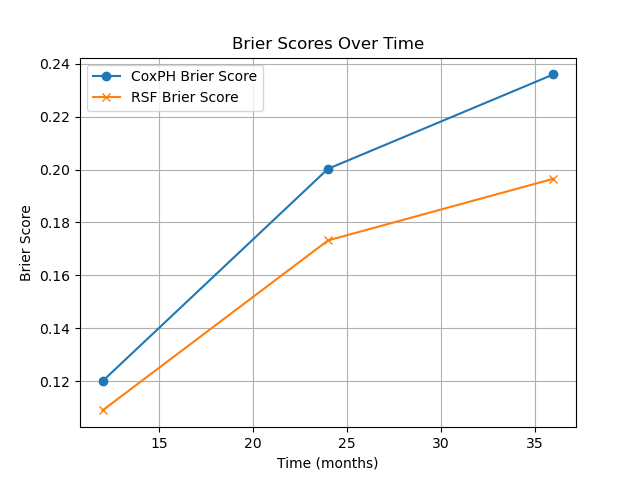 Brier Scores Over Time
CoxPH Brier Score
RSF Brier Score
Brier Score
0.24
0.22
0.20
0.18
0.16
0.14
0.12
15 20 25 30 35
Time (months)